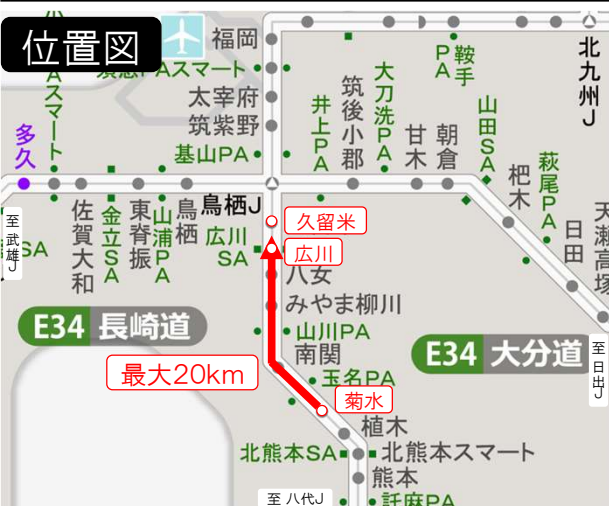 位置図
福岡
須恵PAスマート
太宰府
筑紫野
基山PA
多久
スマート
鞍手
PA
北九州J
大刀洗PA
筑後小郡
井上PA
甘木
朝倉
山田SA
杷木
萩尾PA
日田
天瀬高塚
至武雄J
SA
佐賀大和
金立SA
東脊振
山浦PA
鳥栖
鳥栖J
広川SA
久留米
広川
八女
みやま柳川
山川PA
南関
E34 長崎道
E34 大分道
至日出J
最大20km
玉名PA
菊水
植木
北熊本SA
北熊本スマート
熊本
至 八代J
託麻PA